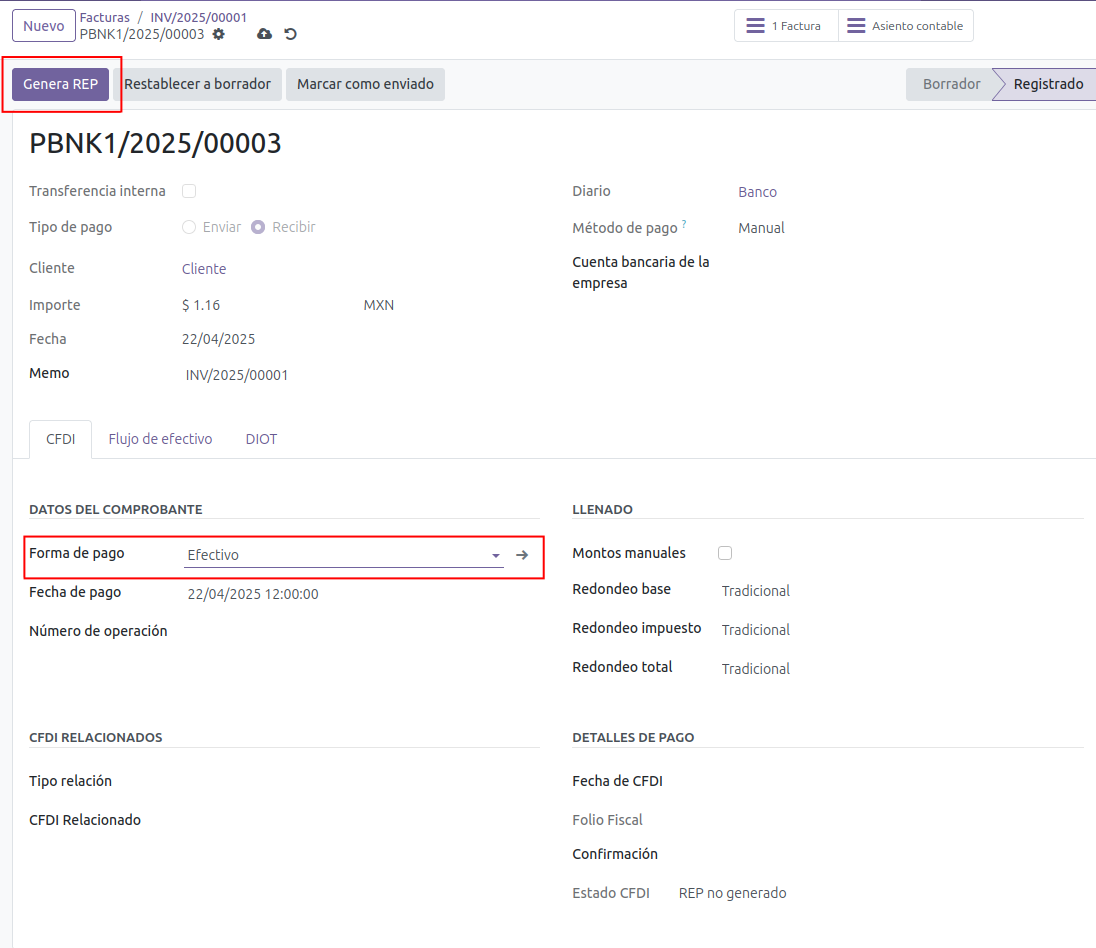 Nuevo
Facturas / INV/2025/00001
PBNK1/2025/00003
1 Factura
Asiento contable
Genera REP
Restablecer a borrador
Marcar como enviado
Borrador
Registrado
PBNK1/2025/00003
Transferencia interna
Tipo de pago Enviar Recibir
Cliente Cliente
Importe $ 1.16 MXN
Fecha 22/04/2025
Memo INV/2025/00001
Diario Banco
Método de pago ? Manual
Cuenta bancaria de la
empresa
CFDI Flujo de efectivo DIOT
DATOS DEL COMPROBANTE
Forma de pago Efectivo
Fecha de pago 22/04/2025 12:00:00
Número de operación
LLENADO
Montos manuales
Redondeo base Tradicional
Redondeo impuesto Tradicional
Redondeo total Tradicional
CFDI RELACIONADOS
Tipo relación
CFDI Relacionado
DETALLES DE PAGO
Fecha de CFDI
Folio Fiscal
Confirmación
Estado CFDI REP no generado